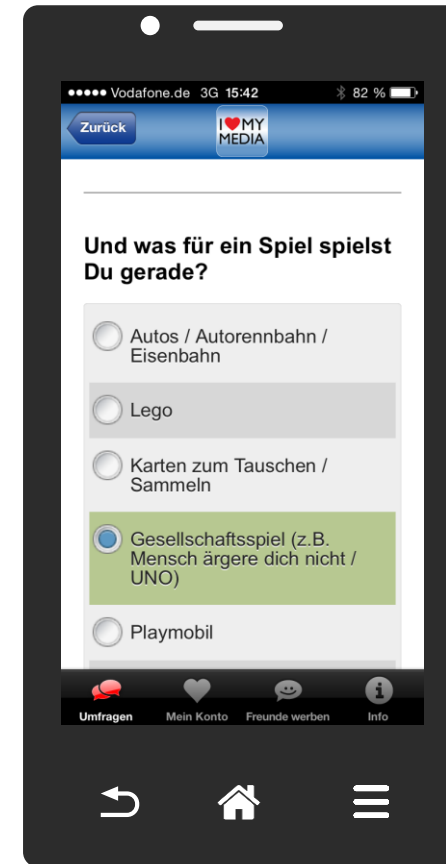 Vodafone.de 3G 15:42 82 %
Zurück
I MY
MEDIA
Und was für ein Spiel spielst
Du gerade?
Autos / Autorennbahn /
Eisenbahn
Lego
Karten zum Tauschen /
Sammeln
Gesellschaftsspiel (z.B.
Mensch ärgere dich nicht /
UNO)
Playmobil
Umfragen Mein Konto Freunde werben Info